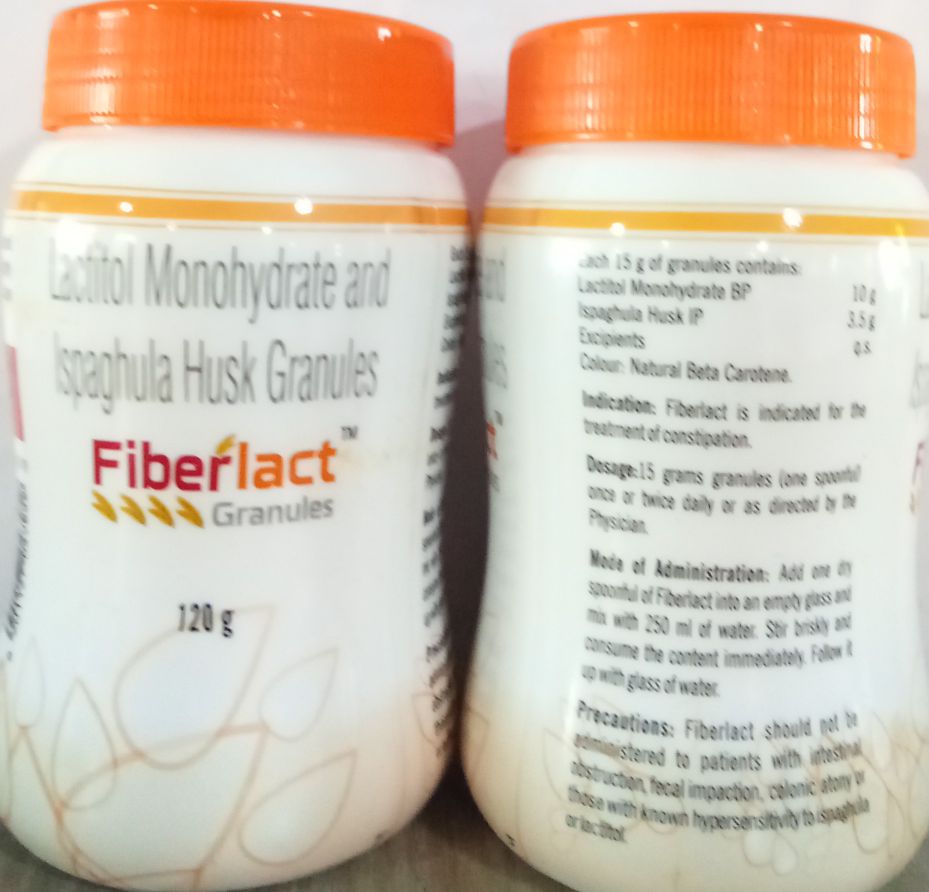 Lactitol Monohydrate and
Ispaghula Husk Granules
Fiberlact™
Granules
120 g
Each 15 g of granules contains:
Lactitol Monohydrate BP 10 g
Ispaghula Husk IP 3.5 g
Excipients q.s.
Colour: Natural Beta Carotene.
Indication: Fiberlact is indicated for the
treatment of constipation.
Dosage:15 grams granules (one spoonful
once or twice daily or as directed by the
Physician.
Mode of Administration: Add one dry
spoonful of Fiberlact into an empty glass and
mix with 250 ml of water. Stir briskly and
consume the content immediately. Follow it
up with glass of water.
Precautions: Fiberlact should not be
administered to patients with intestinal
obstruction, fecal impaction, colonic atony or
those with known hypersensitivity to ispaghula
or lactitol.